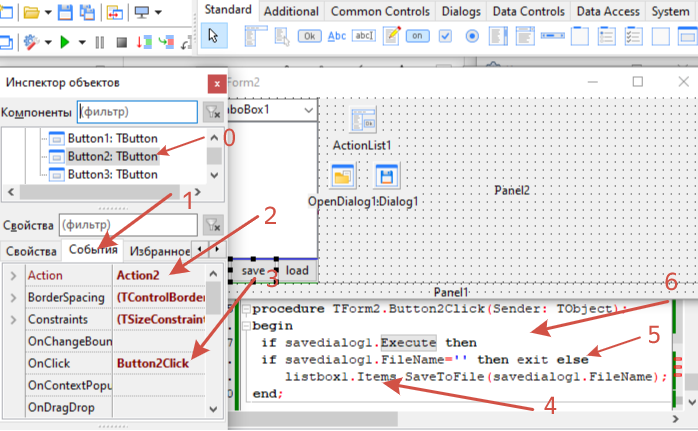 Standard Additional Common Controls Dialogs Data Controls Data Access System
Ok Abc abc on
Инспектор объектов
Form2
Компоненты (фильтр)
boBox1
Button1: TButton
Button2: TButton
Button3: TButton
0
ActionList1
OpenDialog1:Dialog1
Panel2
1
2
Свойства (фильтр)
Свойства События Избранное
Action Action2
BorderSpacing (TControlBorder
Constraints (TSizeConstraint
OnChangeBoun
OnClick Button2Click
OnContextPopu
OnDragDrop
save load
3
Panel1
6
procedure TForm2.Button2Click(Sender: TObject);
begin
if savedialog1.Execute then
5
if savedialog1.FileName='' then exit else
listbox1.Items.SaveToFile(savedialog1.FileName);
end;
4